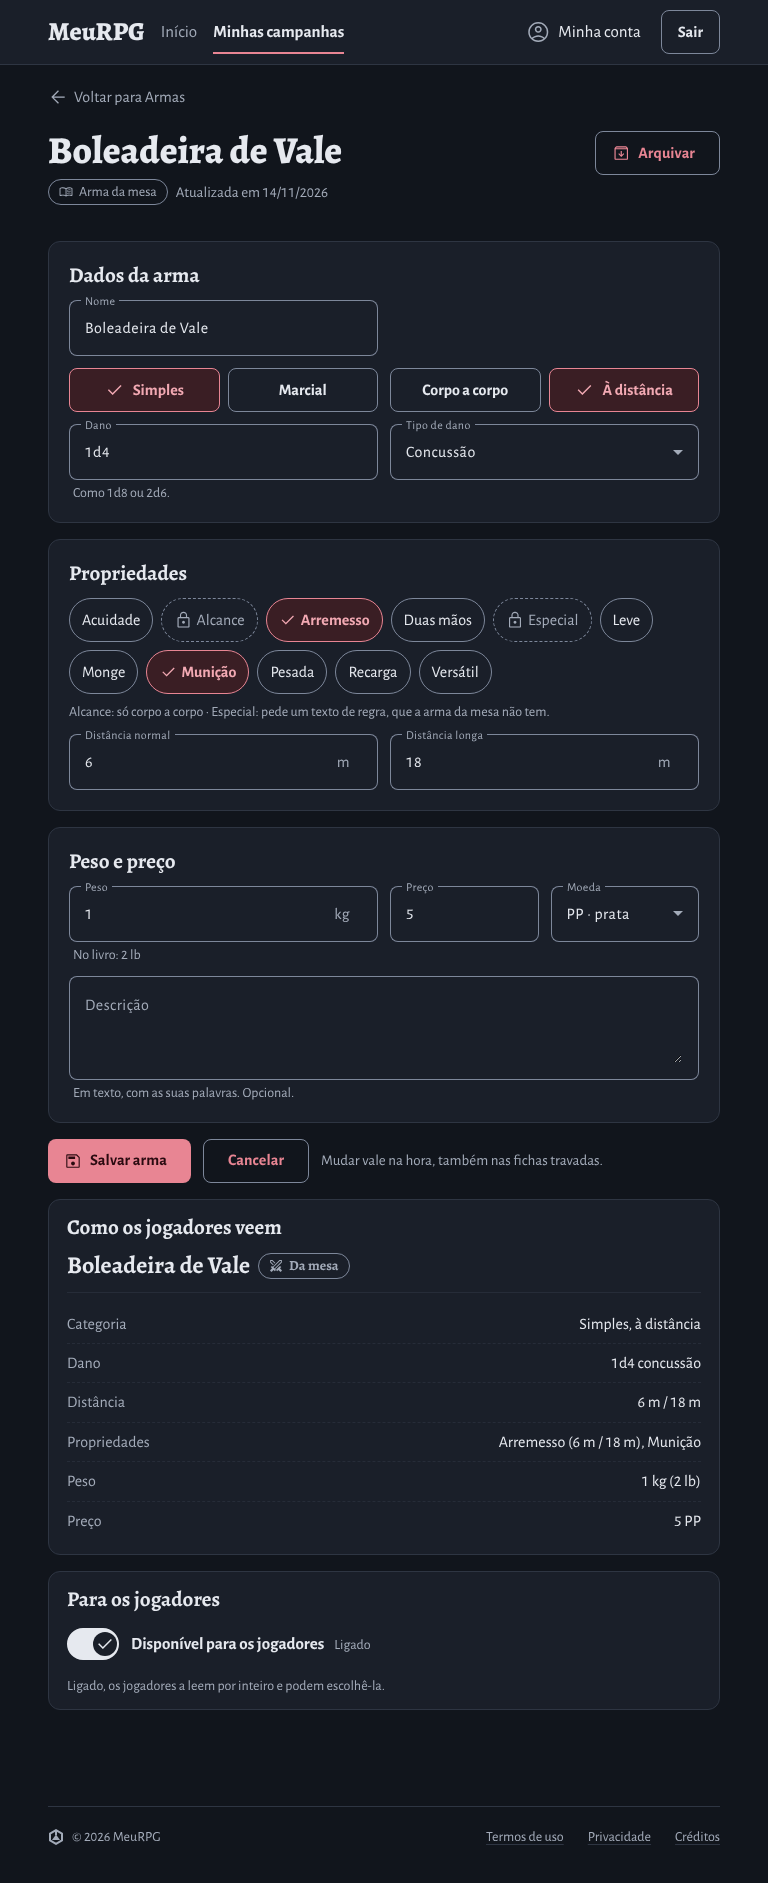 MeuRPG Início Minhas campanhas Minha conta Sair
Voltar para Armas
Boleadeira de Vale
Arquivar
Arma da mesa Atualizada em 14/11/2026
Dados da arma
Nome
Boleadeira de Vale
Simples Marcial Corpo a corpo À distância
Dano Tipo de dano
1d4 Concussão
Como 1d8 ou 2d6.
Propriedades
Acuidade Alcance Arremesso Duas mãos Especial Leve
Monge Munição Pesada Recarga Versátil
Alcance: só corpo a corpo · Especial: pede um texto de regra, que a arma da mesa não tem.
Distância normal Distância longa
6 m 18 m
Peso e preço
Peso Preço Moeda
1 kg 5 PP · prata
No livro: 2 lb
Descrição
Em texto, com as suas palavras. Opcional.
Salvar arma Cancelar Mudar vale na hora, também nas fichas travadas.
Como os jogadores veem
Boleadeira de Vale Da mesa
Categoria Simples, à distância
Dano 1d4 concussão
Distância 6 m / 18 m
Propriedades Arremesso (6 m / 18 m), Munição
Peso 1 kg (2 lb)
Preço 5 PP
Para os jogadores
Disponível para os jogadores Ligado
Ligado, os jogadores a leem por inteiro e podem escolhê-la.
© 2026 MeuRPG Termos de uso Privacidade Créditos